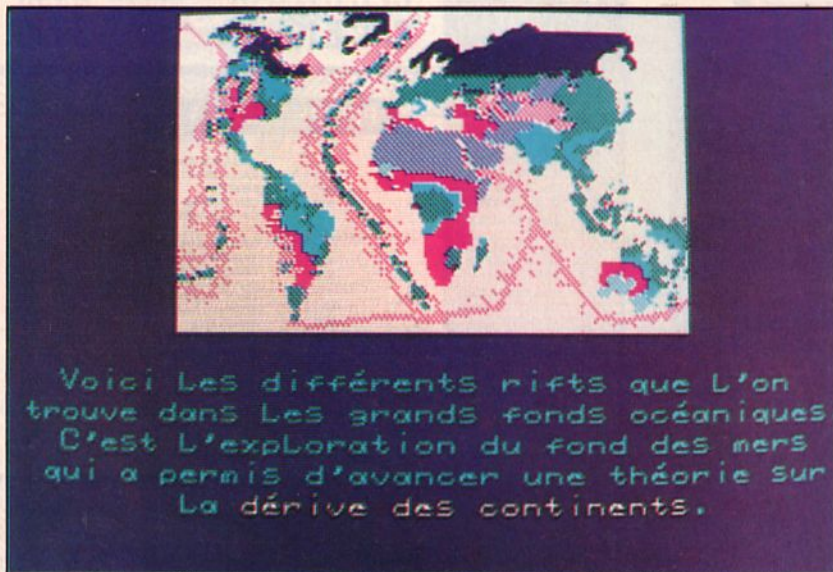 Voici Les différents rifts que L'on
trouve dans Les grands fonds océaniques
C'est L'exploration du fond des mers
qui a permis d'avancer une théorie sur
La dérive des continents.